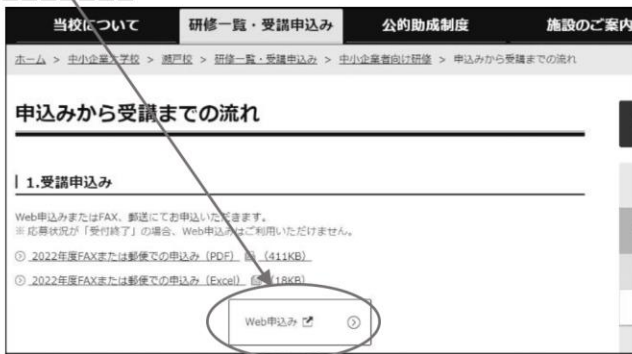 当校について 研修一覧・受講申込み 公的助成制度 施設のご案内
ホーム > 中小企業大学校 > 瀬戸校 > 研修一覧・受講申込み > 中小企業者向け研修 > 申込みから受講までの流れ
申込みから受講までの流れ
1.受講申込み
Web申込みまたはFAX、郵送にてお申込いただきます。
※ 応募状況が「受付終了」の場合、Web申込みはご利用いただけません。
2022年度FAXまたは郵便での申込み（PDF） （411KB）
2022年度FAXまたは郵便での申込み（Excel） （18KB）
Web申込み